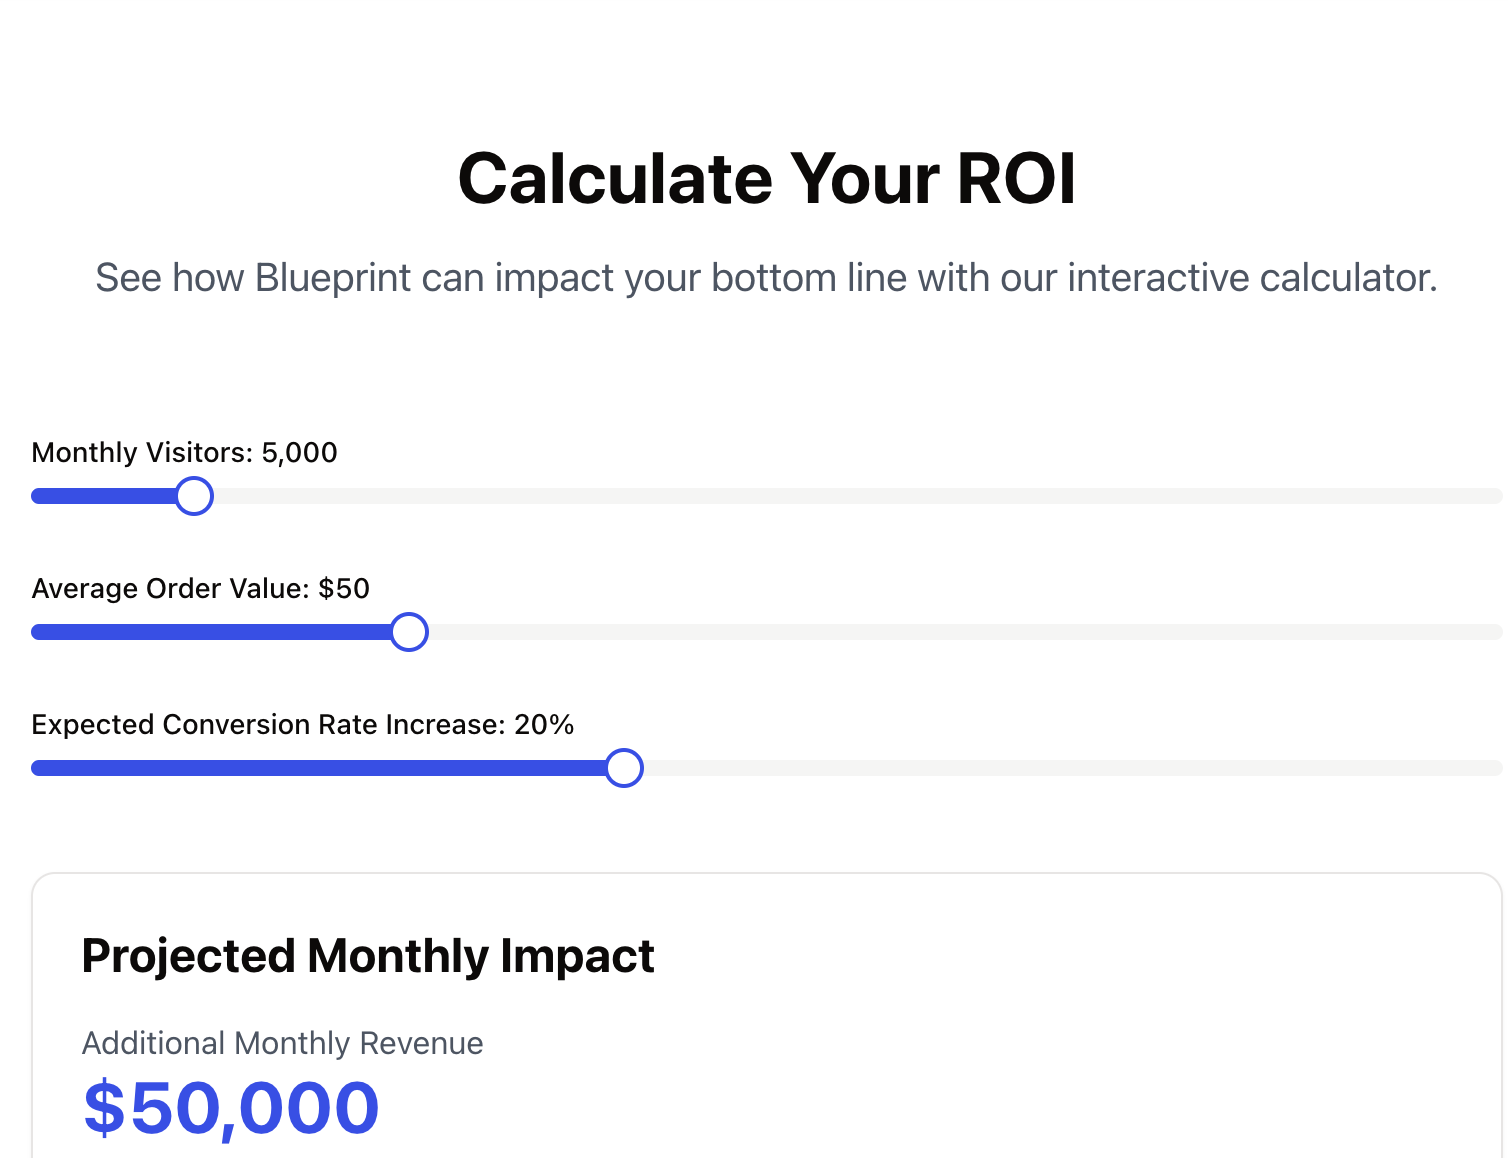 Calculate Your ROI
See how Blueprint can impact your bottom line with our interactive calculator.
Monthly Visitors: 5,000
Average Order Value: $50
Expected Conversion Rate Increase: 20%
Projected Monthly Impact
Additional Monthly Revenue
$50,000